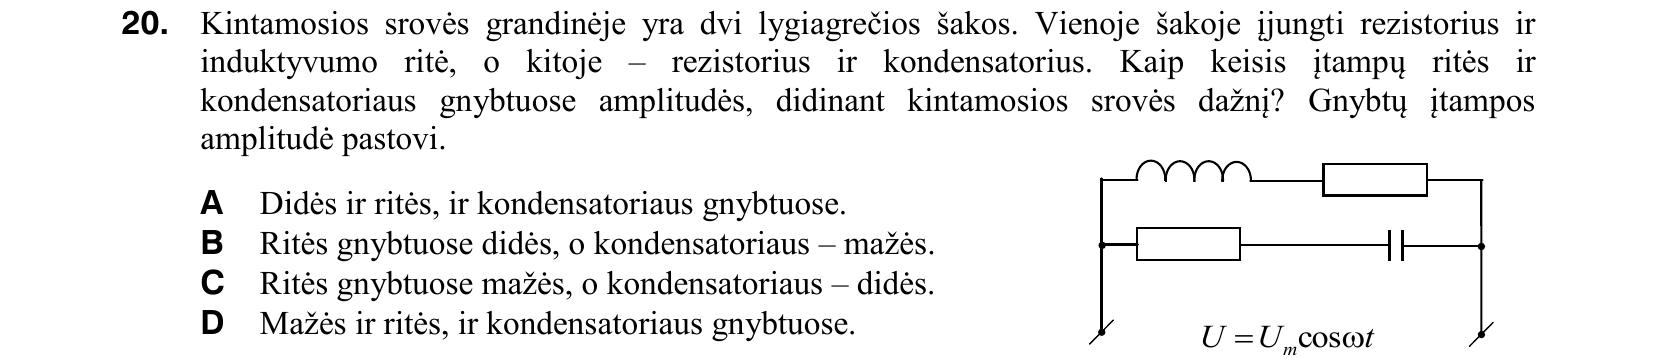 20. Kintamosios srovės grandinėje yra dvi lygiagrečios šakos. Vienoje šakoje įjungti rezistorius ir
induktyvumo ritė, o kitoje – rezistorius ir kondensatorius. Kaip keisis įtampų ritės ir
kondensatoriaus gnybtuose amplitudės, didinant kintamosios srovės dažnį? Gnybtų įtampos
amplitudė pastovi.
A Didės ir ritės, ir kondensatoriaus gnybtuose.
B Ritės gnybtuose didės, o kondensatoriaus – mažės.
C Ritės gnybtuose mažės, o kondensatoriaus – didės.
D Mažės ir ritės, ir kondensatoriaus gnybtuose.
U = Uₘcosωt